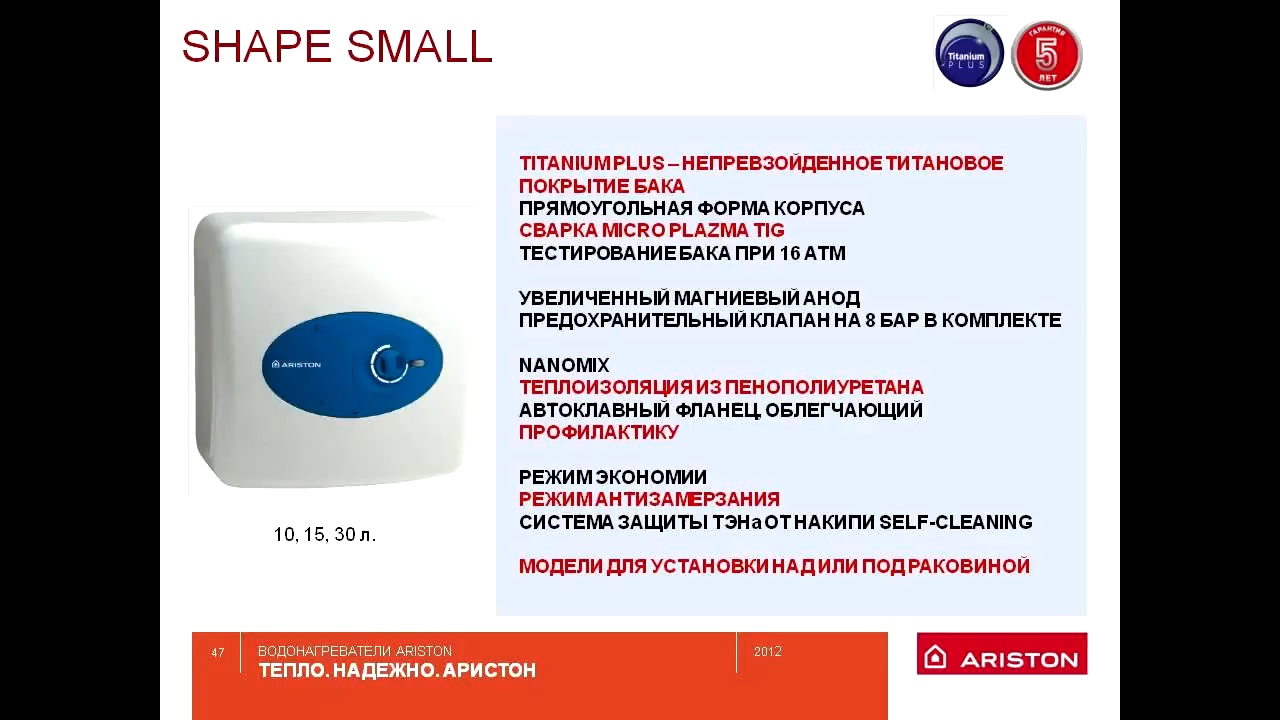 SHAPE SMALL
Titanium
PLUS
ГАРАНТИЯ
5
ЛЕТ
TITANIUM PLUS – НЕПРЕВЗОЙДЕННОЕ ТИТАНОВОЕ
ПОКРЫТИЕ БАКА
ПРЯМОУГОЛЬНАЯ ФОРМА КОРПУСА
СВАРКА MICRO PLAZMA TIG
ТЕСТИРОВАНИЕ БАКА ПРИ 16 АТМ
УВЕЛИЧЕННЫЙ МАГНИЕВЫЙ АНОД
ПРЕДОХРАНИТЕЛЬНЫЙ КЛАПАН НА 8 БАР В КОМПЛЕКТЕ
NANOMIX
ТЕПЛОИЗОЛЯЦИЯ ИЗ ПЕНОПОЛИУРЕТАНА
АВТОКЛАВНЫЙ ФЛАНЕЦ, ОБЛЕГЧАЮЩИЙ
ПРОФИЛАКТИКУ
РЕЖИМ ЭКОНОМИИ
РЕЖИМ АНТИЗАМЕРЗАНИЯ
СИСТЕМА ЗАЩИТЫ ТЭНа ОТ НАКИПИ SELF-CLEANING
МОДЕЛИ ДЛЯ УСТАНОВКИ НАД ИЛИ ПОД РАКОВИНОЙ
ARISTON
10, 15, 30 л.
47
ВОДОНАГРЕВАТЕЛИ ARISTON
ТЕПЛО. НАДЕЖНО. АРИСТОН
2012
ARISTON